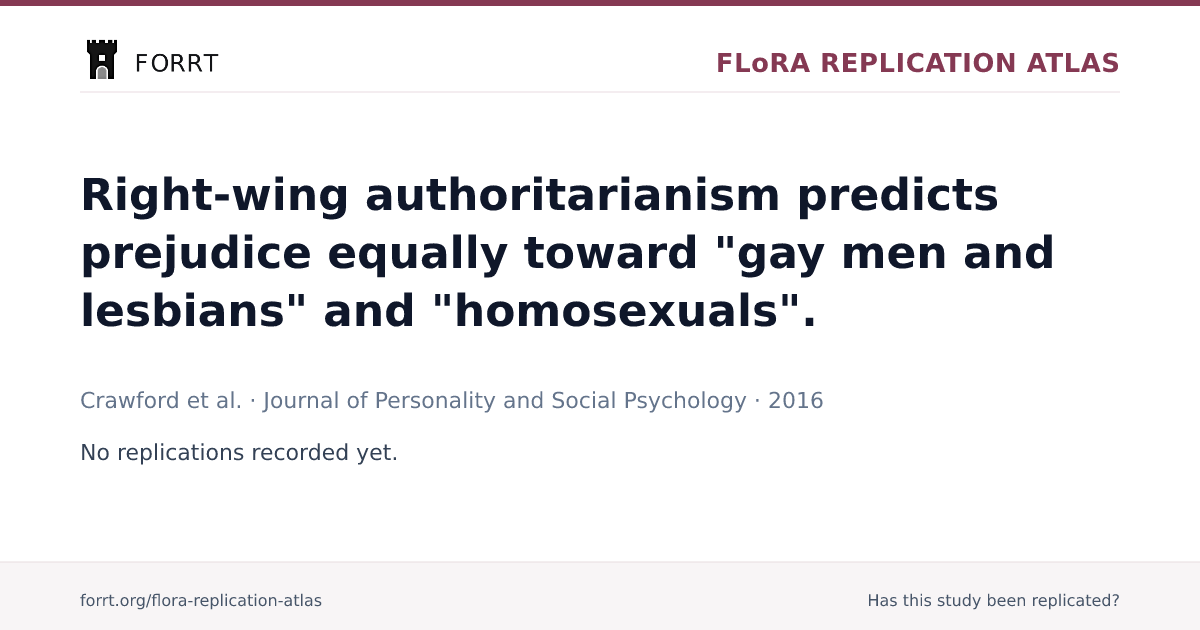 FORRT
FLoRA REPLICATION ATLAS
Right-wing authoritarianism predicts
prejudice equally toward "gay men and
lesbians" and "homosexuals".
Crawford et al. · Journal of Personality and Social Psychology · 2016
No replications recorded yet.
forrt.org/flora-replication-atlas
Has this study been replicated?